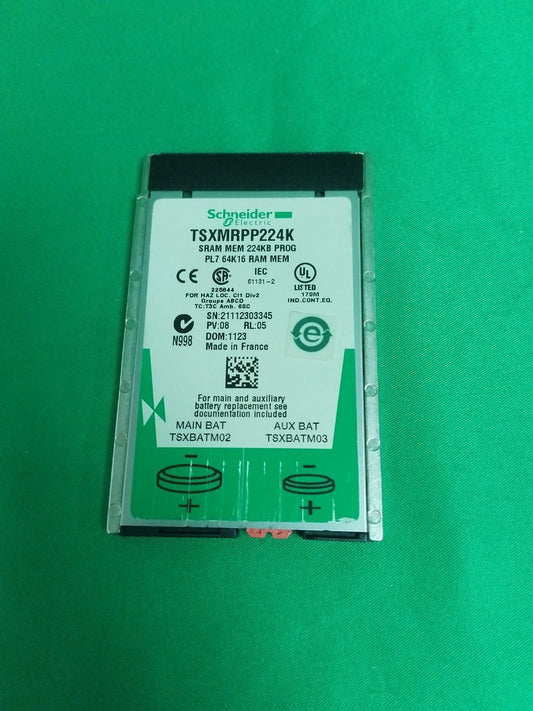 Schneider
Electric
TSXMRPP224K
SRAM MEM 224KB PROG
PL7 64K16 RAM MEM
CE
SA
IEC
61131-2
UL
225844
LISTED
170M
IND.CONT.EQ.
FOR HAZ LOC. Cl1 Div2
Groups ABCD
TC:T3C Amb. 60C
N998
SN:21112303345
PV:08 RL:05
DOM:1123
Made in France
e
For main and auxiliary
battery replacement see
documentation included
MAIN BAT AUX BAT
TSXBATM02 TSXBATM03
- -
+ +